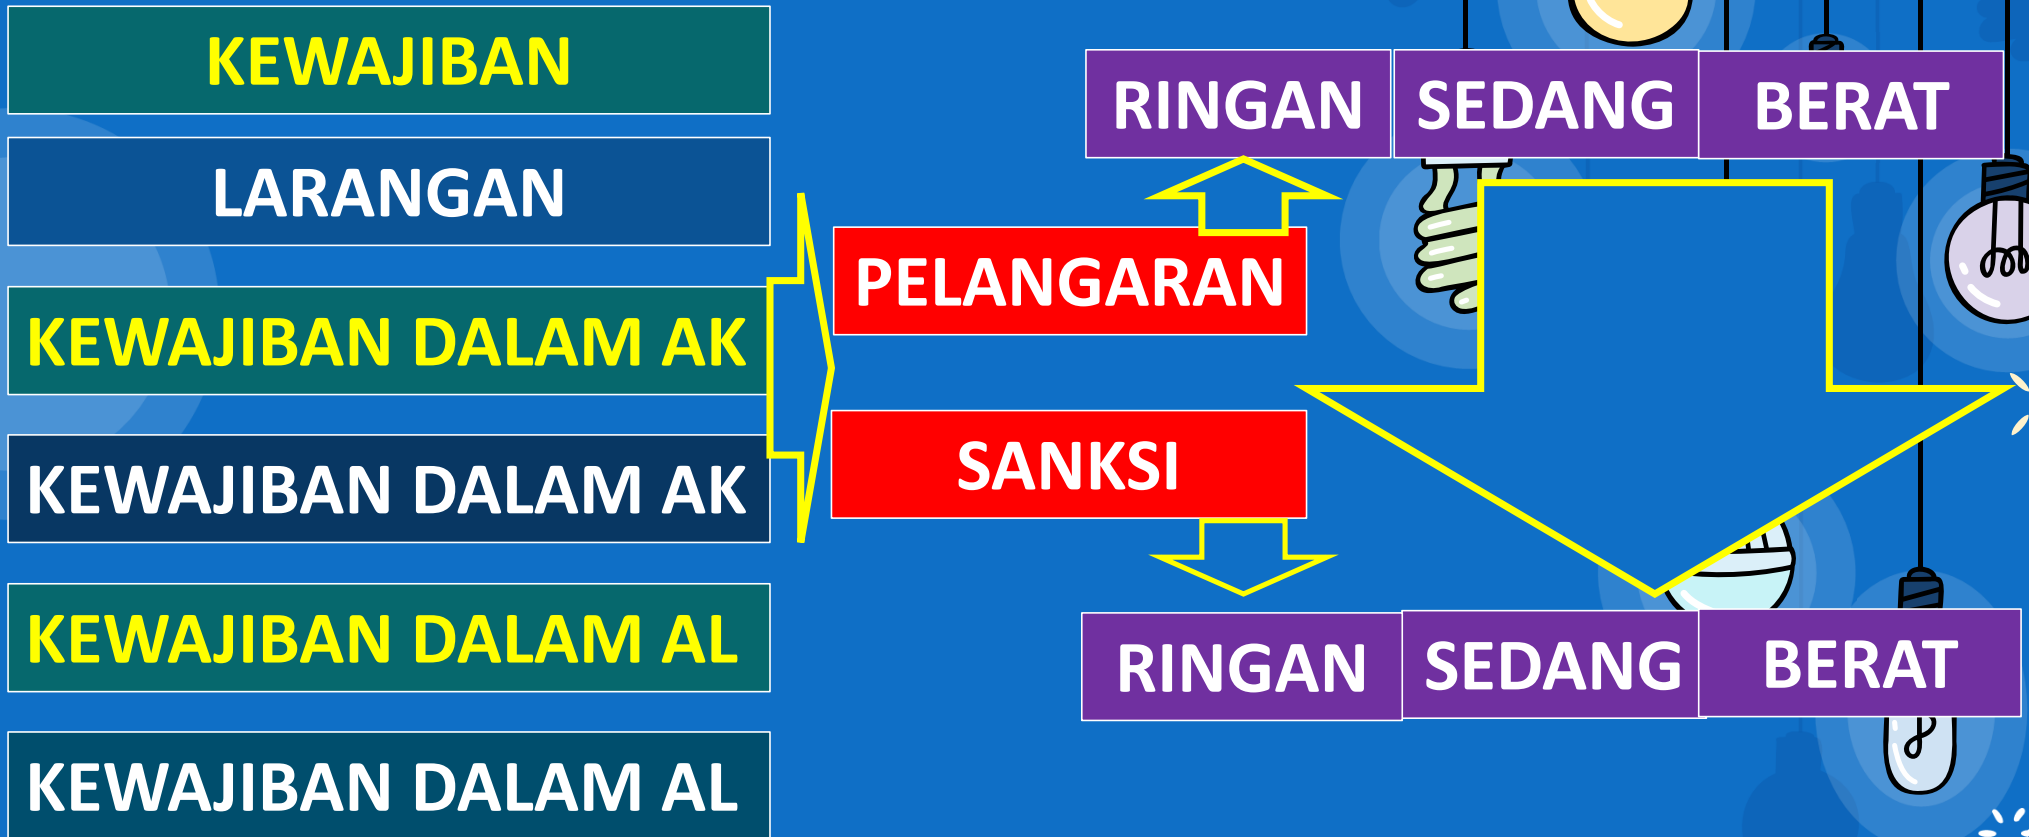 KEWAJIBAN
LARANGAN
KEWAJIBAN DALAM AK
KEWAJIBAN DALAM AK
KEWAJIBAN DALAM AL
KEWAJIBAN DALAM AL
PELANGARAN
SANKSI
RINGAN
SEDANG
BERAT
RINGAN
SEDANG
BERAT